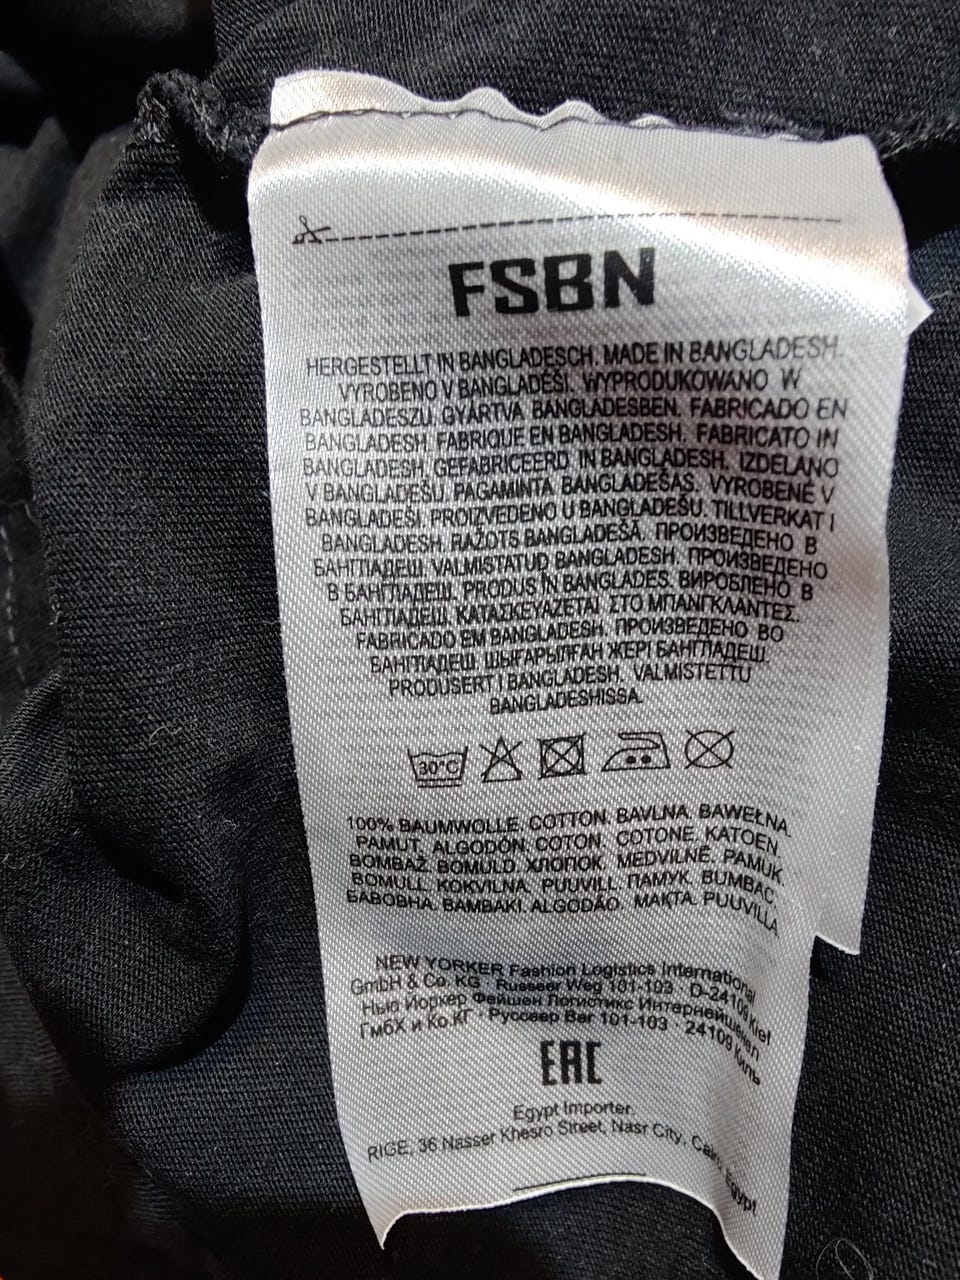 FSBN
HERGESTELLT IN BANGLADESCH. MADE IN BANGLADESH.
VYROBENO V BANGLADÉŠI. WYPRODUKOWANO W
BANGLADESZU. GYÁRTVA BANGLADESBEN. FABRICADO EN
BANGLADESH. FABRIQUE EN BANGLADESH. FABRICATO IN
BANGLADESH. GEFABRICEERD IN BANGLADESH. IZDELANO
V BANGLADEŠU. PAGAMINTA BANGLADEŠAS. VYROBENÉ V
BANGLADEŠI. PROIZVEDENO U BANGLADEŠU. TILLVERKAT I
BANGLADESH. RAŽOTS BANGLADEŠĀ. ПРОИЗВЕДЕНО В
БАНГЛАДЕШ. VALMISTATUD BANGLADESH. ПРОИЗВЕДЕНО
В БАНГЛАДЕШ. PRODUS ÎN BANGLADES. ВИРОБЛЕНО В
БАНГЛАДЕШ. ΚΑΤΑΣΚΕΥΑΖΕΤΑΙ ΣΤΟ ΜΠΑΝΓΚΛΑΝΤΕΣ.
FABRICADO EM BANGLADESH. ПРОИЗВЕДЕНО ВО
БАНГЛАДЕШ. ШЫҒАРЫЛҒАН ЖЕРІ БАНГЛАДЕШ.
PRODUSERT I BANGLADESH. VALMISTETTU
BANGLADESHISSA.
30°C
100% BAUMWOLLE. COTTON. BAVLNA. BAWEŁNA.
PAMUT. ALGODÓN. COTON. COTONE. KATOEN.
BOMBAŽ. BOMULD. ХЛОПОК. MEDVILNĖ. PAMUK.
BOMULL. KOKVILNA. PUUVILL. ПАМУК. BUMBAC.
БАВОВНА. BAMBAKI. ALGODÃO. МАКТА. PUUVILLA
NEW YORKER Fashion Logistics International
GmbH & Co. KG · Russeer Weg 101-103 · D-24109 Kiel
Нью Йоркер Фейшен Логистикс Интернейшенал
ГмбХ и Ко.КГ · Руссеер Вег 101-103 · 24109 Киль
EAC
Egypt Importer.
RIGE, 36 Nasser Khesro Street, Nasr City, Cairo, Egypt